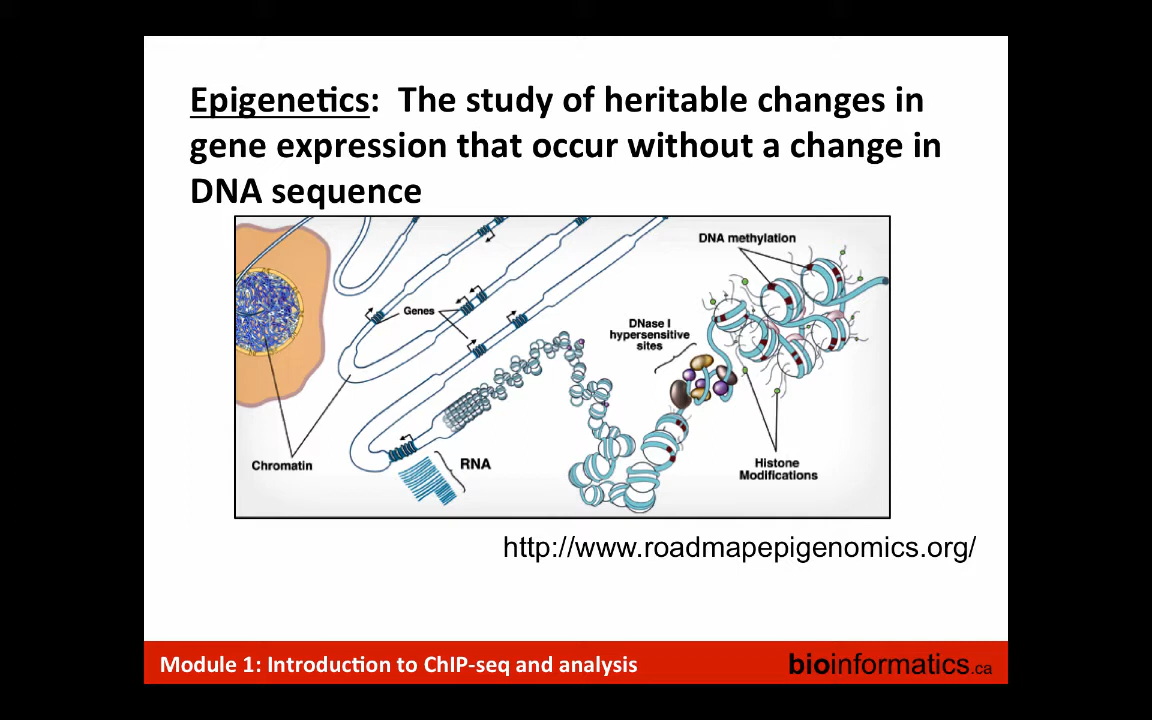 Epigenetics:  The study of heritable changes in
gene expression that occur without a change in
DNA sequence
DNA methylation
Genes
DNase I
hypersensitive
sites
Chromatin
RNA
Histone
Modifications
http://www.roadmapepigenomics.org/
Module 1: Introduction to ChIP-seq and analysis
bioinformatics.ca